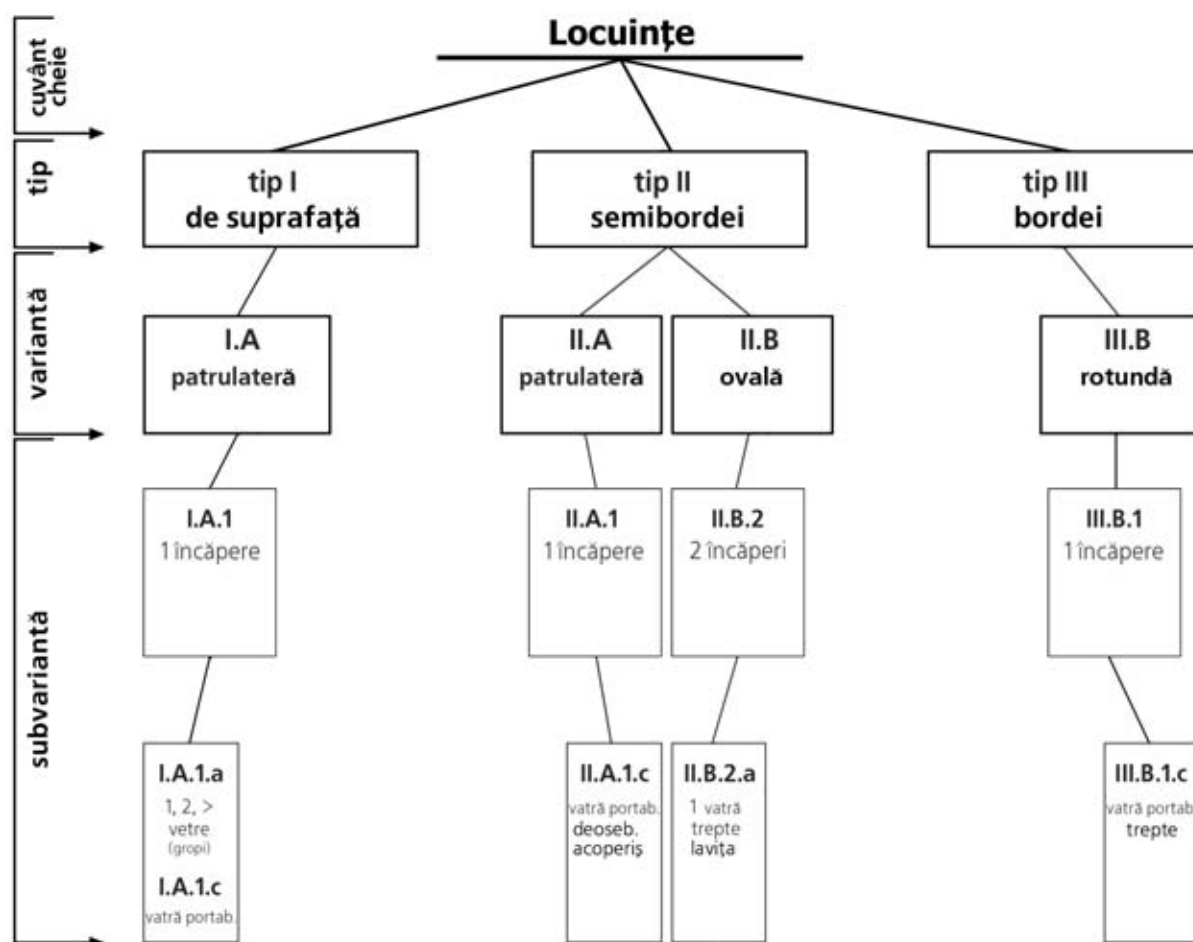 Locuințe
cuvânt
cheie
tip
tip I
de suprafață
tip II
semibordei
tip III
bordei
variantă
I.A
patrulateră
II.A
patrulateră
II.B
ovală
III.B
rotundă
subvariantă
I.A.1
1 încăpere
II.A.1
1 încăpere
II.B.2
2 încăperi
III.B.1
1 încăpere
I.A.1.a
1, 2, >
vetre
(gropi)
I.A.1.c
vatră portab.
II.A.1.c
vatră portab.
deoseb.
acoperiș
II.B.2.a
1 vatră
trepte
lavița
III.B.1.c
vatră portab
trepte